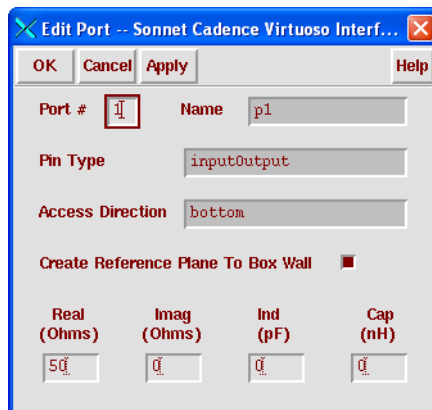 Edit Port -- Sonnet Cadence Virtuoso Interf...
OK Cancel Apply Help
Port # 1 Name p1
Pin Type inputOutput
Access Direction bottom
Create Reference Plane To Box Wall
Real Imag Ind Cap
(Ohms) (Ohms) (pF) (nH)
50 0 0 0